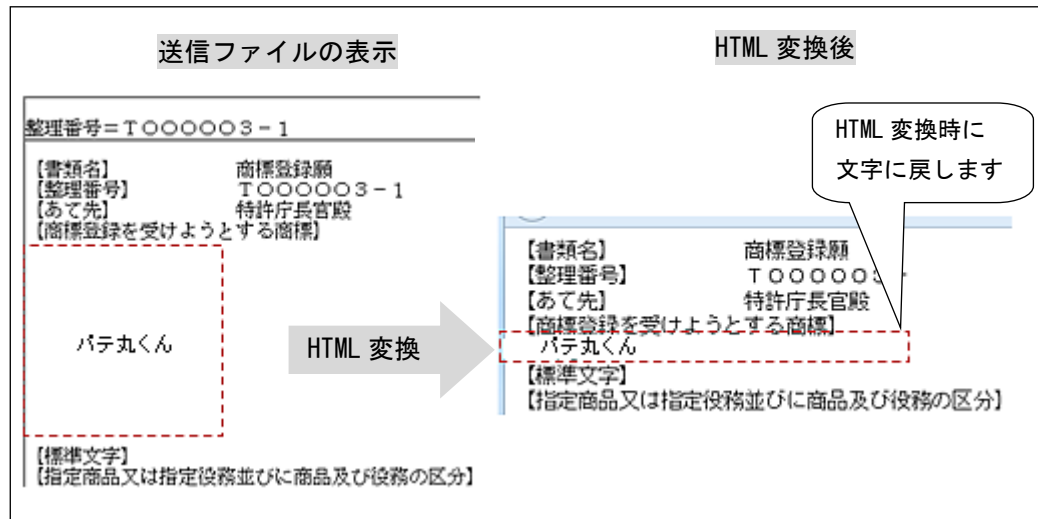 送信ファイルの表示
整理番号=T000003-1
【書類名】 商標登録願
【整理番号】 T000003-1
【あて先】 特許庁長官殿
【商標登録を受けようとする商標】
パテ丸くん
【標準文字】
【指定商品又は指定役務並びに商品及び役務の区分】
HTML 変換
HTML 変換後
HTML 変換時に
文字に戻します
【書類名】 商標登録願
【整理番号】 T000003-
【あて先】 特許庁長官殿
【商標登録を受けようとする商標】
パテ丸くん
【標準文字】
【指定商品又は指定役務並びに商品及び役務の区分】